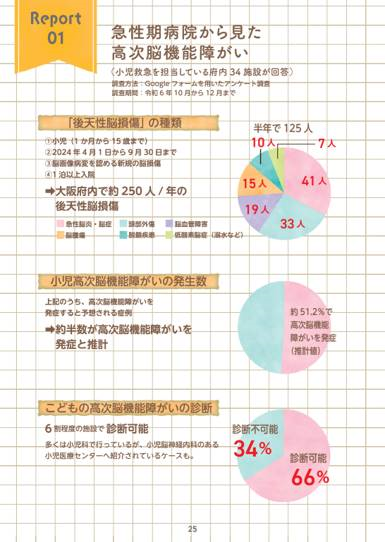 Report
01
急性期病院から見た
高次脳機能障がい
〈小児救急を担当している府内34施設が回答〉
調査方法：Googleフォームを用いたアンケート調査
調査期間：令和6年10月から12月まで
「後天性脳損傷」の種類
①小児（1か月から15歳まで）
②2024年4月1日から9月30日まで
③脳画像病変を認める新規の脳損傷
④1泊以上入院
➡大阪府内で約250人/年の
後天性脳損傷
急性脳炎・脳症 頭部外傷 脳血管障害
脳腫瘍 脱髄疾患 低酸素脳症（溺水など）
半年で125人
10人
7人
15人
41人
19人
33人
小児高次脳機能障がいの発生数
上記のうち、高次脳機能がいを
発症すると予想される症例
➡約半数が高次脳機能がいを
発症と推計
約51.2%で
高次脳機能
障がいを発症
（推計値）
こどもの高次脳機能障がいの診断
6割程度の施設で診断可能
多くは小児科で行っているが、小児脳神経内科のある
小児医療センターへ紹介されているケースも。
診断不可能
34%
診断可能
66%
25